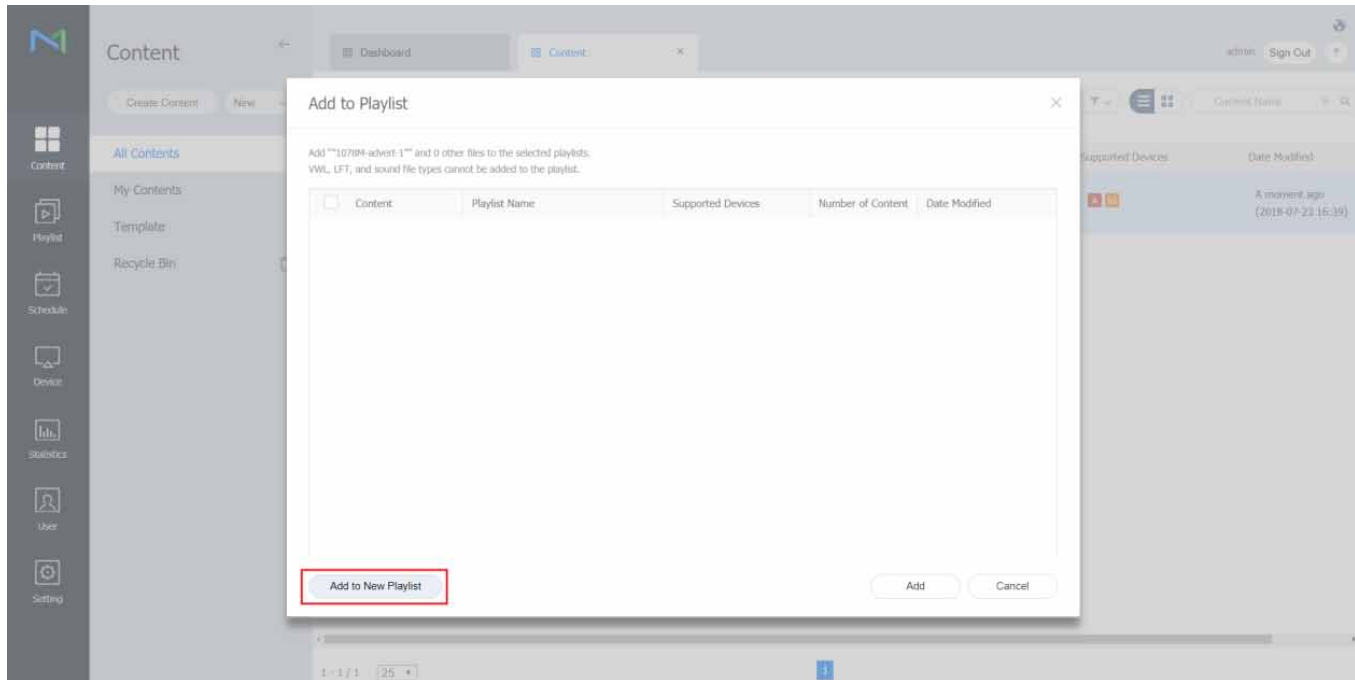 Content
Dashboard
Content
admin
Sign Out
Create Content
New
Content Name
Add to Playlist
Add ""1078M-advert-1"" and 0 other files to the selected playlists.
VWL, LFT, and sound file types cannot be added to the playlist.
Content
Playlist Name
Supported Devices
Number of Content
Date Modified
Supported Devices
Date Modified
A moment ago
(2018-07-23 16:39)
All Contents
My Contents
Template
Recycle Bin
Content
Playlist
Schedule
Device
Statistics
User
Setting
Add to New Playlist
Add
Cancel
1 - 1 / 1
25
1